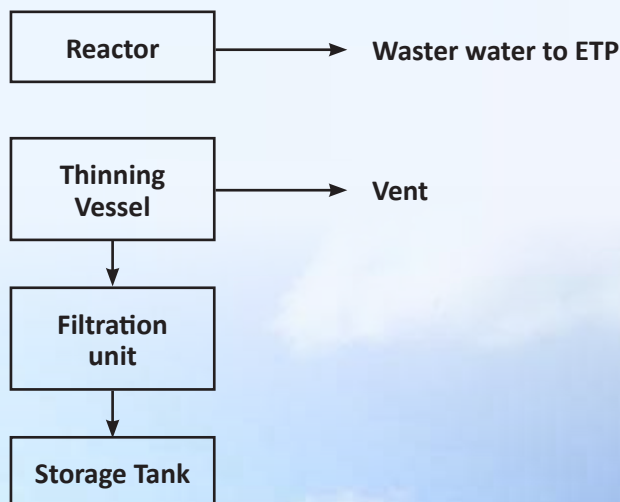 Reactor
Waster water to ETP
Thinning
Vessel
Vent
Filtration
unit
Storage Tank